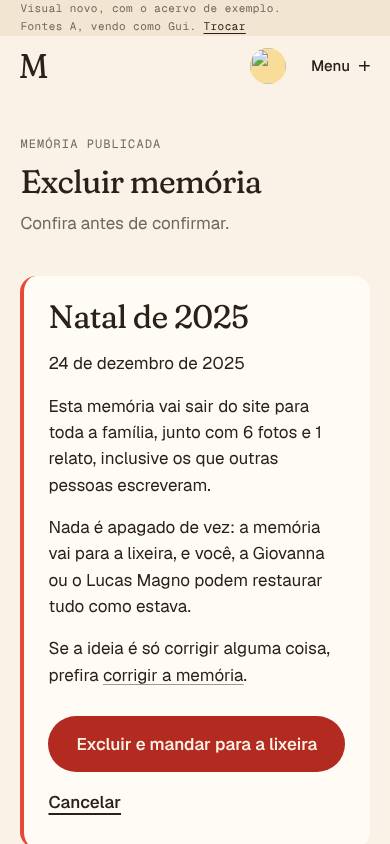 Visual novo, com o acervo de exemplo.
Fontes A, vendo como Gui. Trocar
M
Menu +
MEMÓRIA PUBLICADA
Excluir memória
Confira antes de confirmar.
Natal de 2025
24 de dezembro de 2025
Esta memória vai sair do site para
toda a família, junto com 6 fotos e 1
relato, inclusive os que outras
pessoas escreveram.
Nada é apagado de vez: a memória
vai para a lixeira, e você, a Giovanna
ou o Lucas Magno podem restaurar
tudo como estava.
Se a ideia é só corrigir alguma coisa,
prefira corrigir a memória.
Excluir e mandar para a lixeira
Cancelar